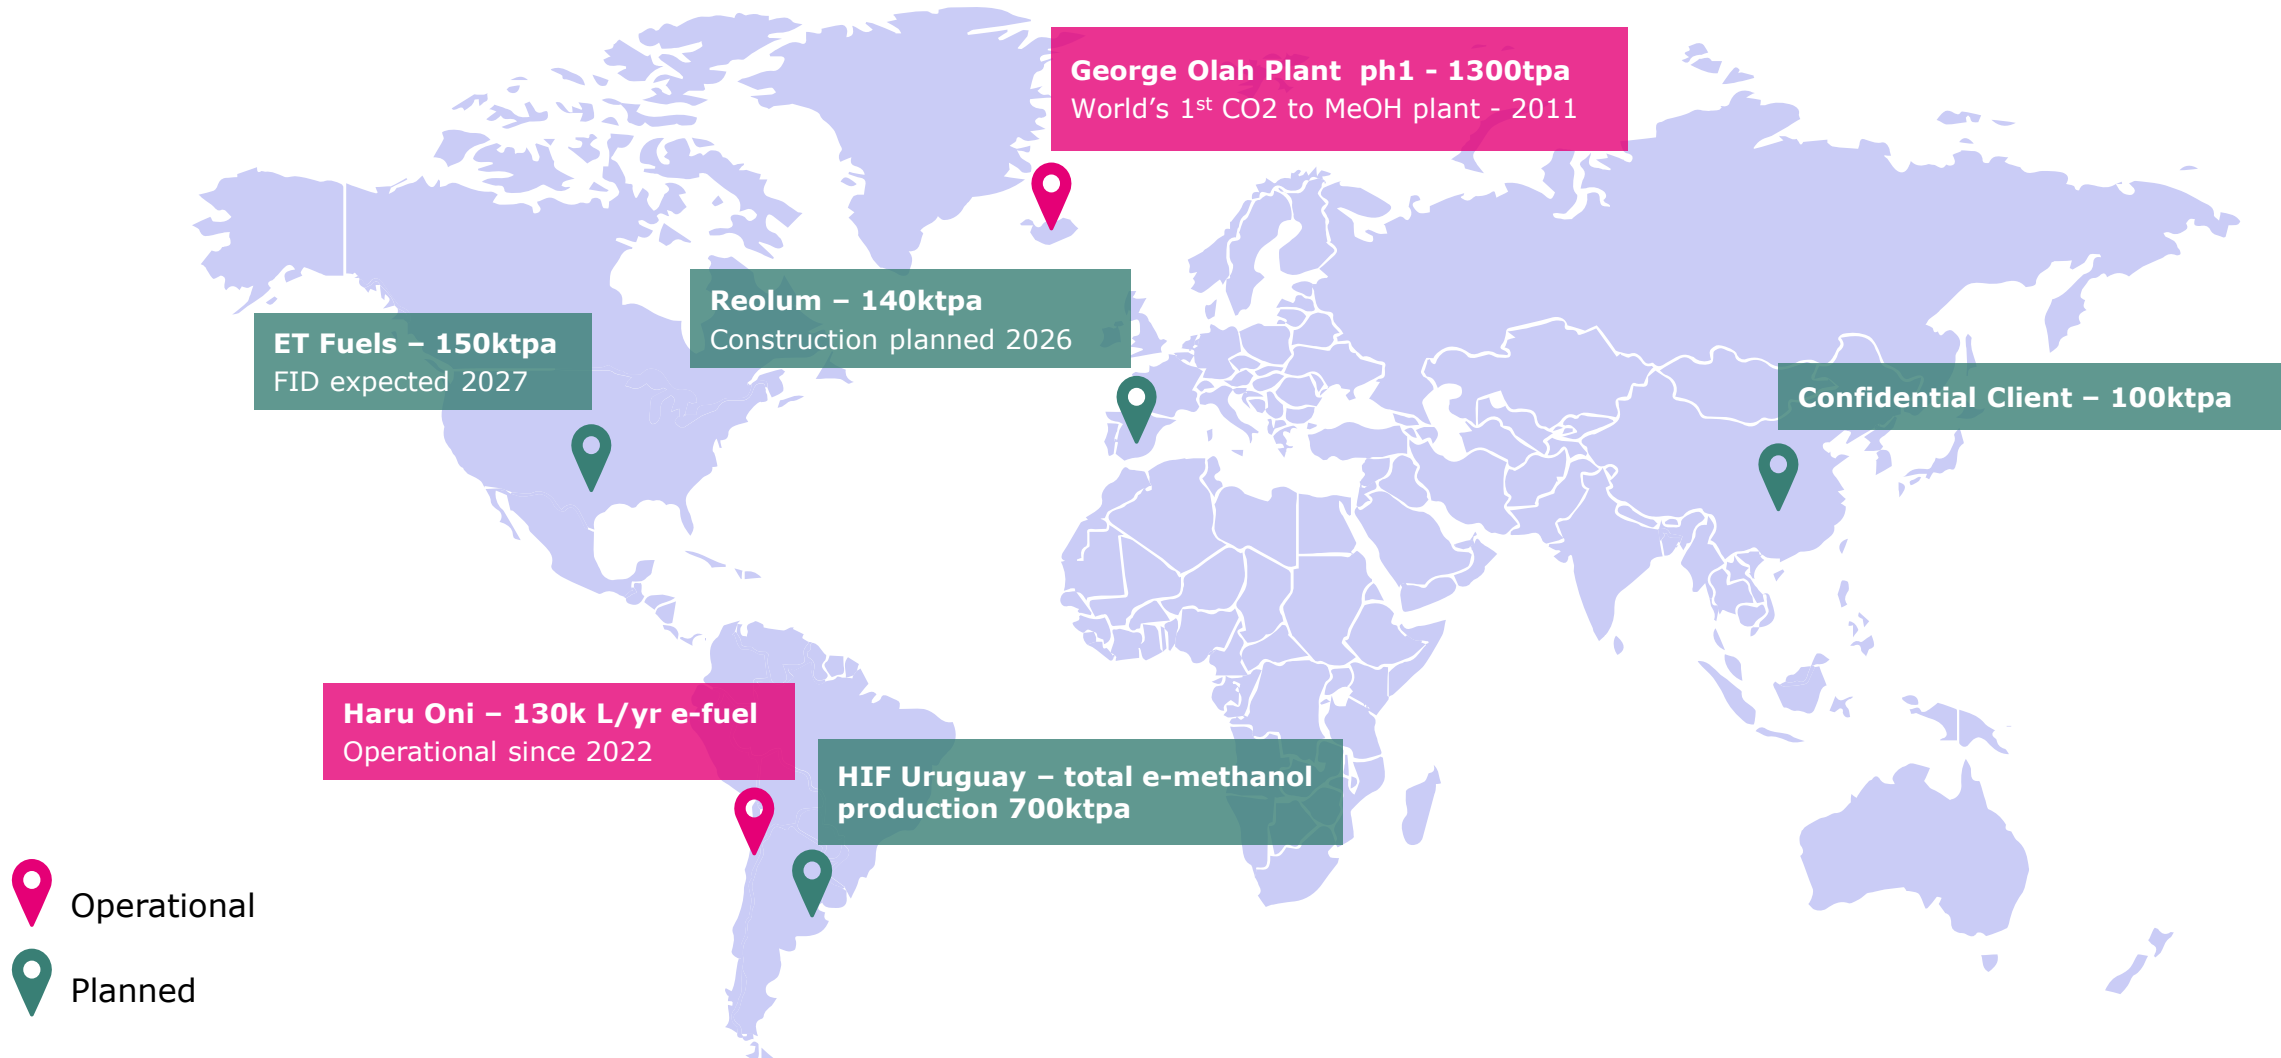 George Olah Plant  ph1 - 1300tpa
World’s 1st CO2 to MeOH plant - 2011
Reolum – 140ktpa
Construction planned 2026
ET Fuels – 150ktpa
FID expected 2027
Confidential Client – 100ktpa
Haru Oni – 130k L/yr e-fuel
Operational since 2022
HIF Uruguay – total e-methanol
production 700ktpa
Operational
Planned